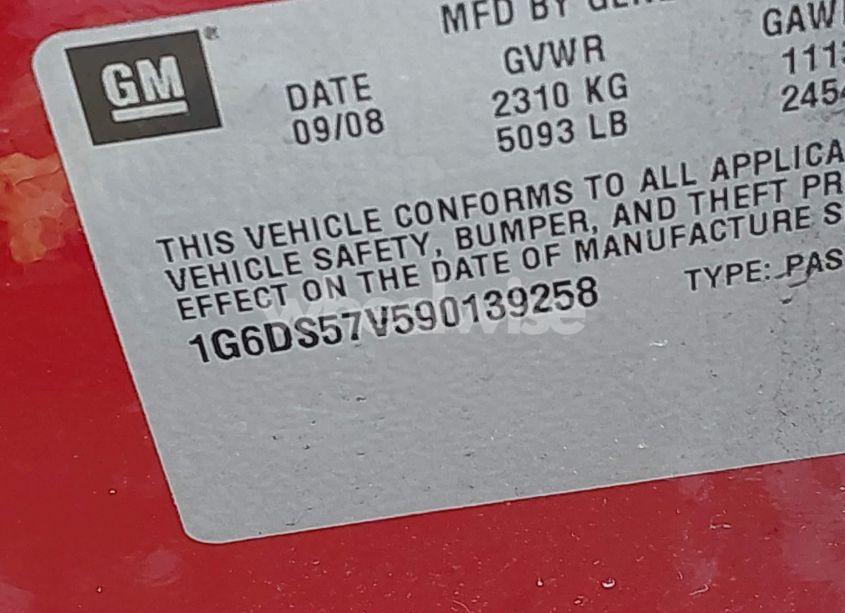 GM
MFD BY
DATE GVWR
09/08 2310 KG
5093 LB
THIS VEHICLE CONFORMS TO ALL
VEHICLE SAFETY, BUMPER, AND THEFT
EFFECT ON THE DATE OF MANUFACTURE
1G6DS57V590139258 TYPE:
wheelwise